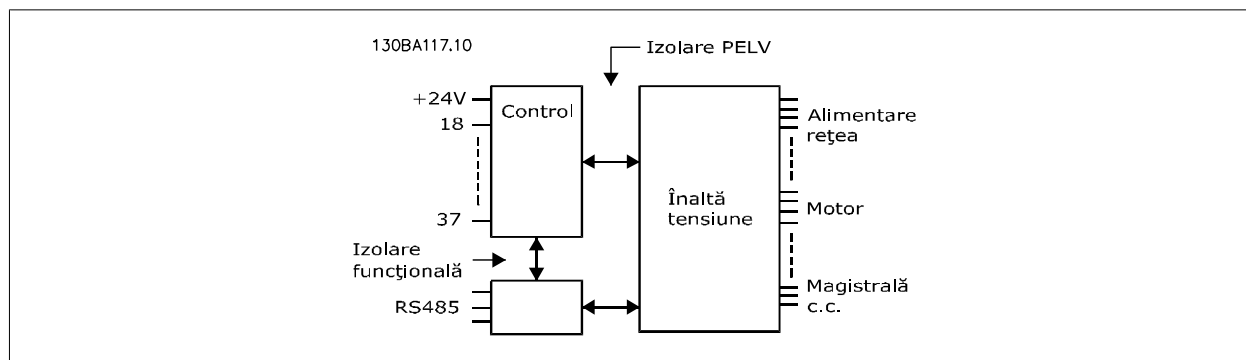 130BA117.10
Izolare PELV
+24V
Control
18
Alimentare
reţea
Înaltă
tensiune
37
Motor
Izolare
funcţională
RS485
Magistrală
c.c.